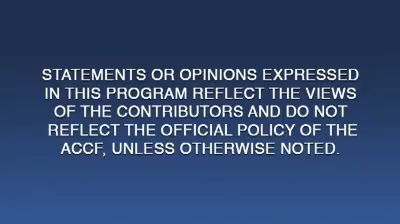 STATEMENTS OR OPINIONS EXPRESSED
IN THIS PROGRAM REFLECT THE VIEWS
OF THE CONTRIBUTORS AND DO NOT
REFLECT THE OFFICIAL POLICY OF THE
ACCF, UNLESS OTHERWISE NOTED.